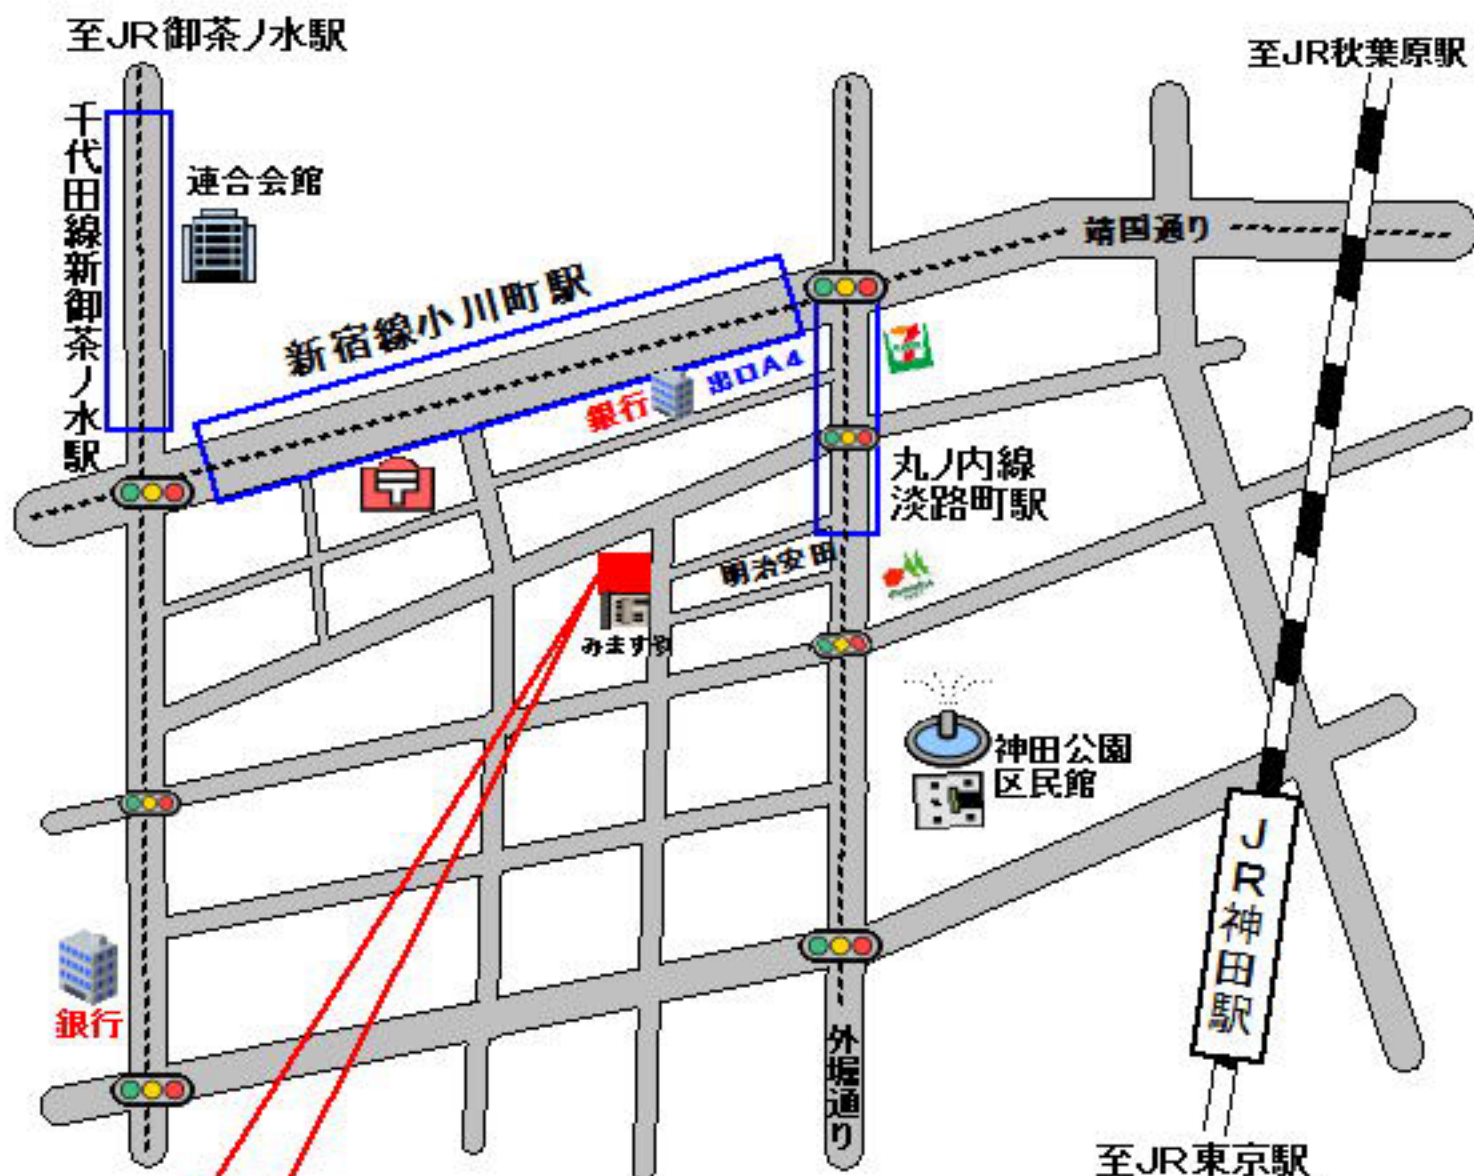 至JR御茶ノ水駅
至JR秋葉原駅
千代田線新御茶ノ水駅
連合会館
靖国通り
新宿線小川町駅
出口A4
銀行
丸ノ内線
淡路町駅
明治安田
みますや
神田公園
区民館
JR神田駅
銀行
外堀通り
至JR東京駅